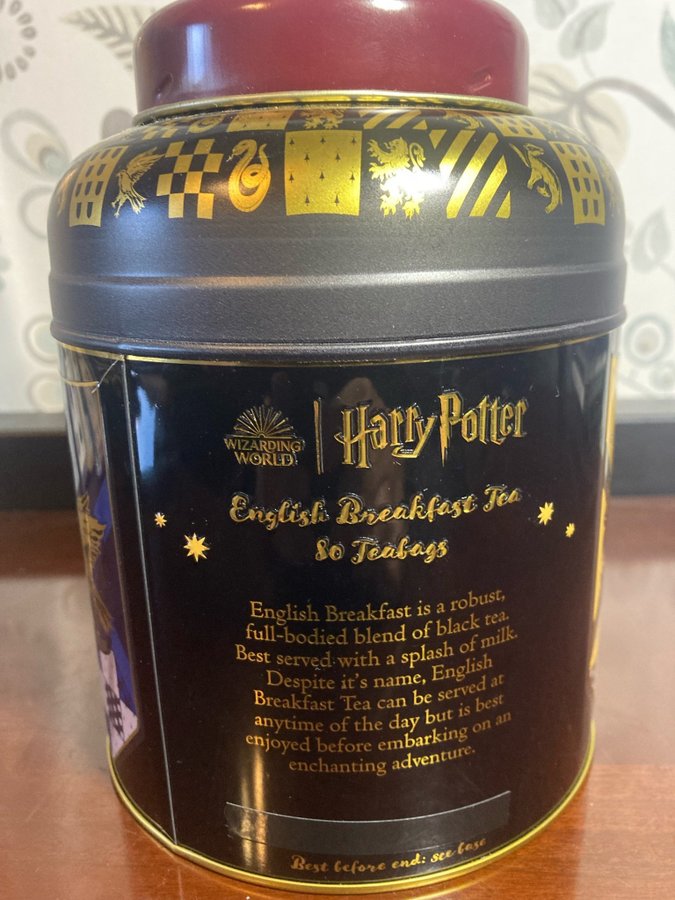 WIZARDING
WORLD
Harry Potter
English Breakfast Tea
80 Teabags
English Breakfast is a robust,
full-bodied blend of black tea.
Best served with a splash of milk.
Despite it's name, English
Breakfast Tea can be served at
anytime of the day but is best
enjoyed before embarking on an
enchanting adventure.
Best before end: see base